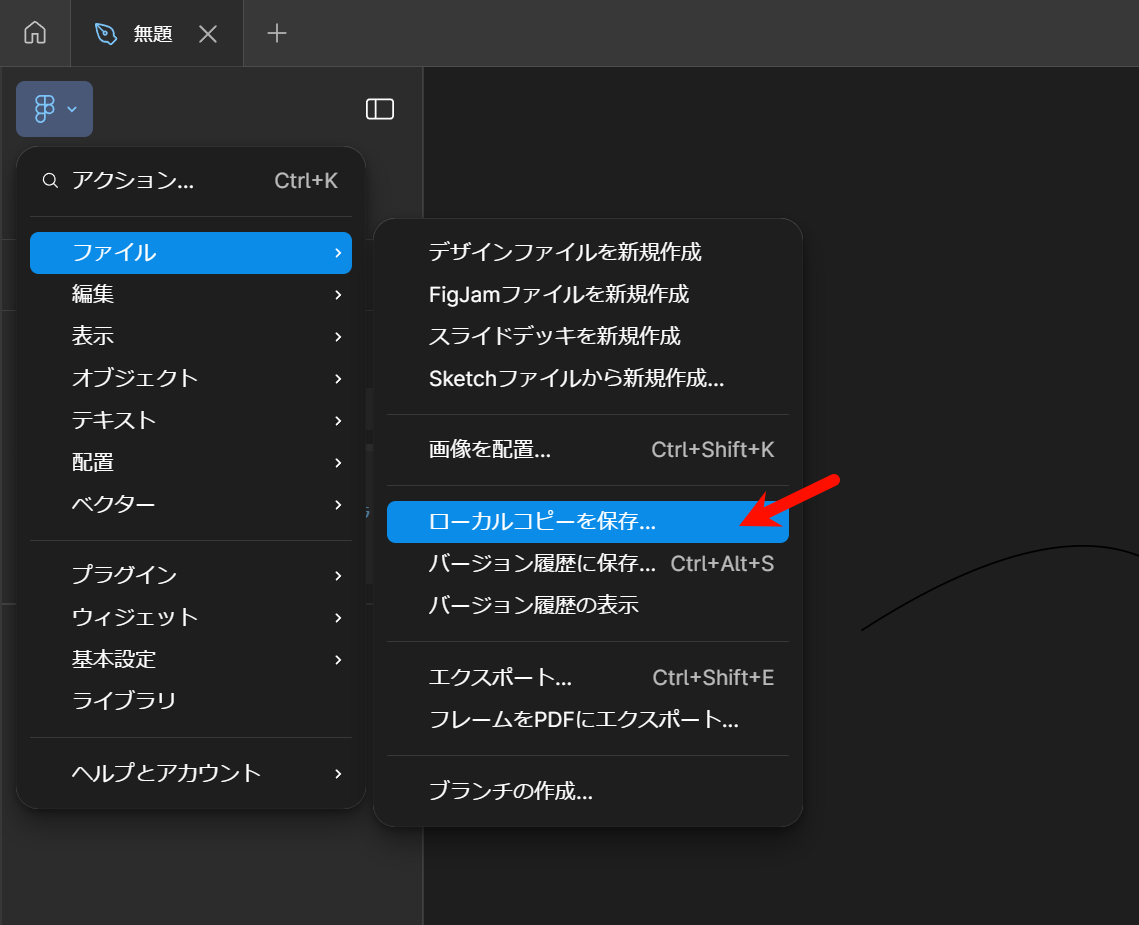 無題
アクション... Ctrl+K
ファイル
編集
表示
オブジェクト
テキスト
配置
ベクター
プラグイン
ウィジェット
基本設定
ライブラリ
ヘルプとアカウント
デザインファイルを新規作成
FigJamファイルを新規作成
スライドデッキを新規作成
Sketchファイルから新規作成...
画像を配置... Ctrl+Shift+K
ローカルコピーを保存...
バージョン履歴に保存... Ctrl+Alt+S
バージョン履歴の表示
エクスポート... Ctrl+Shift+E
フレームをPDFにエクスポート...
ブランチの作成...